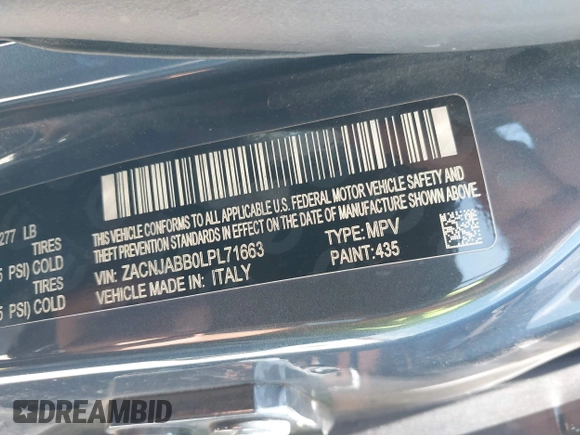 277 LB
TIRES
5 PSI) COLD
TIRES
5 PSI) COLD
THIS VEHICLE CONFORMS TO ALL APPLICABLE U.S. FEDERAL MOTOR VEHICLE SAFETY AND
THEFT PREVENTION STANDARDS IN EFFECT ON THE DATE OF MANUFACTURE SHOWN ABOVE.
VIN: ZACNJABB0LPL71663 TYPE: MPV
VEHICLE MADE IN: ITALY PAINT:435
DREAMBID